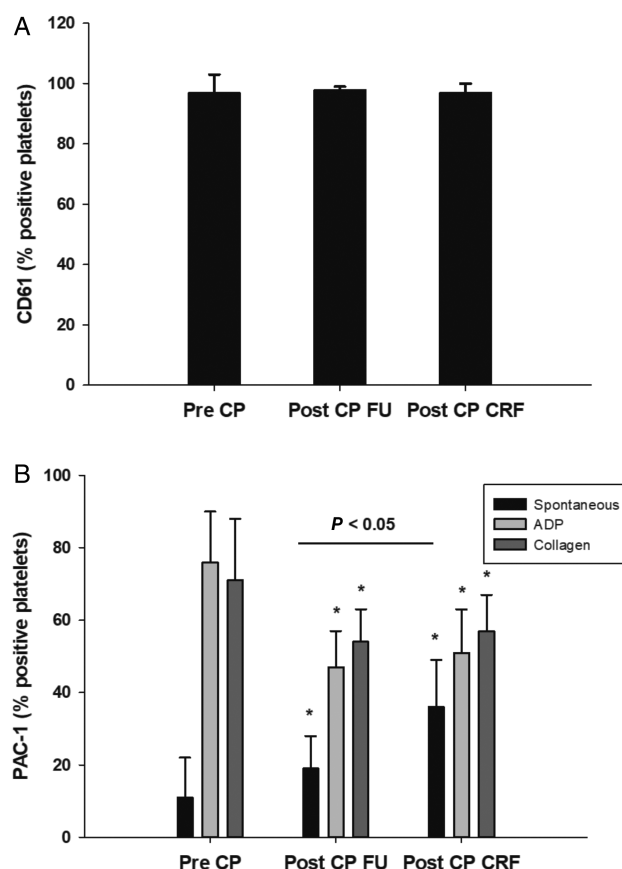 A
120
100
80
60
40
20
0
CD61 (% positive platelets)
Pre CP Post CP FU Post CP CRF
B
100
80
60
40
20
0
PAC-1 (% positive platelets)
P < 0.05
Spontaneous
ADP
Collagen
* * * * * *
Pre CP Post CP FU Post CP CRF